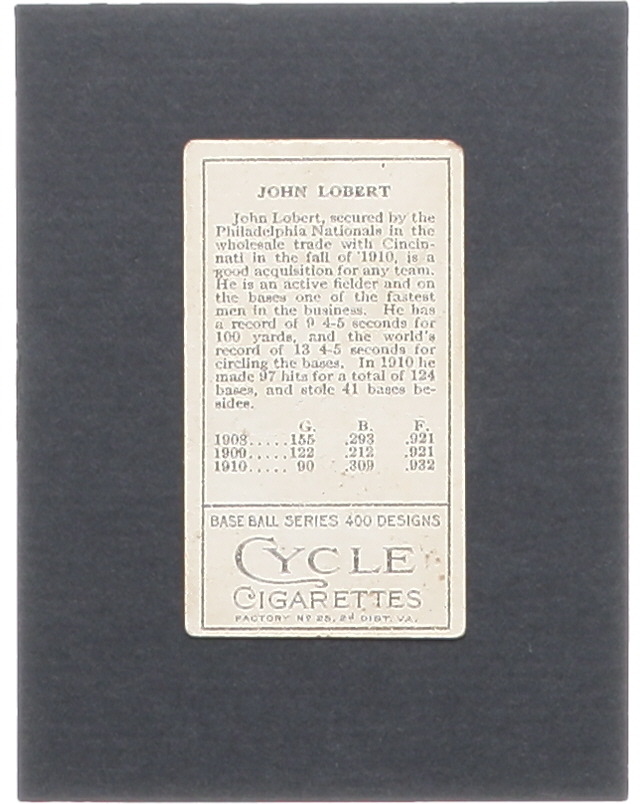 JOHN LOBERT
John Lobert, secured by the
Philadelphia Nationals in the
wholesale trade with Cincin-
nati in the fall of 1910, is a
good acquisition for any team.
He is an active fielder and on
the bases one of the fastest
men in the business. He has
a record of 9 4-5 seconds for
100 yards, and the world's
record of 13 4-5 seconds for
circling the bases. In 1910 he
made 97 hits for a total of 124
bases, and stole 41 bases be-
sides.
G. B. F.
1908.....155 .293 .921
1909.....122 .212 .921
1910..... 90 .309 .932
BASE BALL SERIES 400 DESIGNS
CYCLE
CIGARETTES
FACTORY Nº 25, 2d DIST. VA.